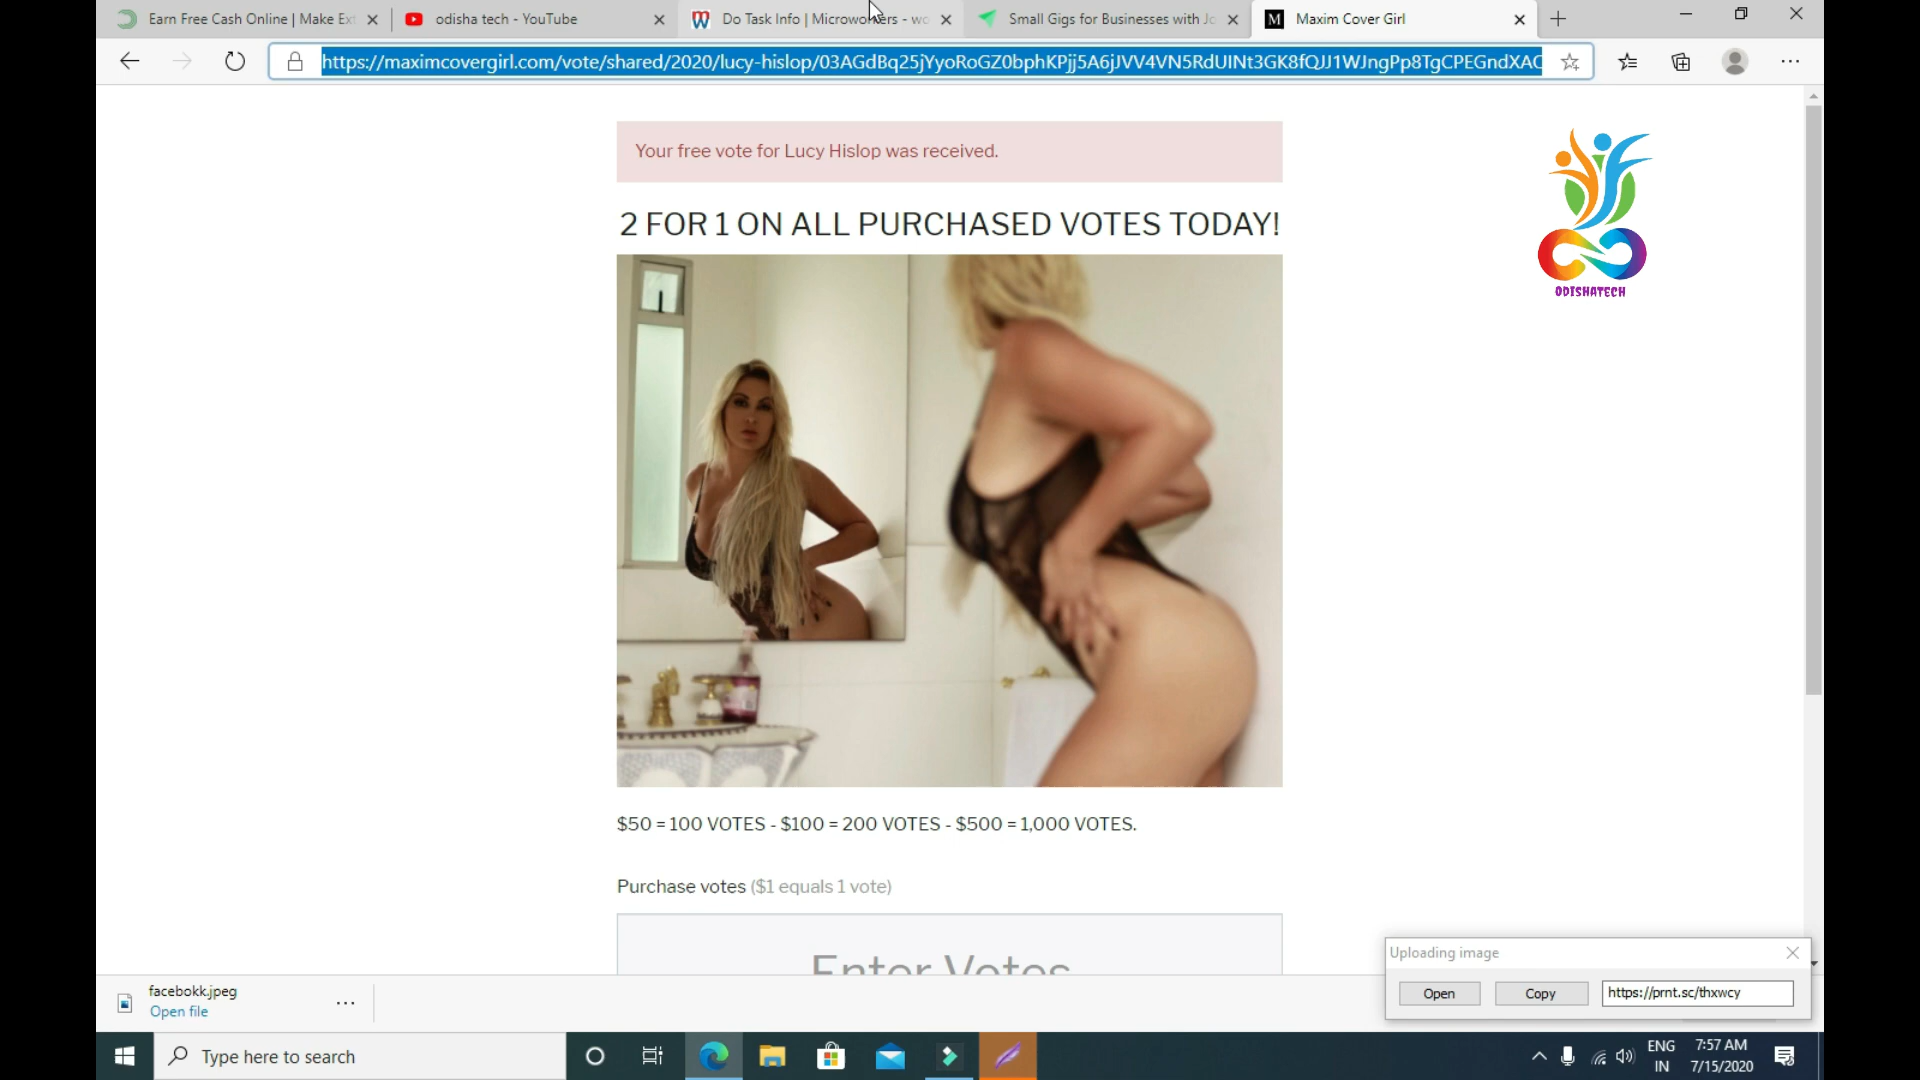 Earn Free Cash Online | Make Ex
odisha tech - YouTube
Do Task Info | Microworkers - wo
Small Gigs for Businesses with Jo
M Maxim Cover Girl
https://maximcovergirl.com/vote/shared/2020/lucy-hislop/03AGdBq25jYyoRoGZ0bphKPjj5A6jJVV4VN5RdUINt3GK8fQJJ1WJngPp8TgCPEGndXAC
Your free vote for Lucy Hislop was received.
2 FOR 1 ON ALL PURCHASED VOTES TODAY!
ODISHATECH
$50 = 100 VOTES - $100 = 200 VOTES - $500 = 1,000 VOTES.
Purchase votes ($1 equals 1 vote)
Enter Votes
Uploading image
Open
Copy
https://prnt.sc/thxwcy
facebokk.jpeg
Open file
Type here to search
ENG
IN
7:57 AM
7/15/2020